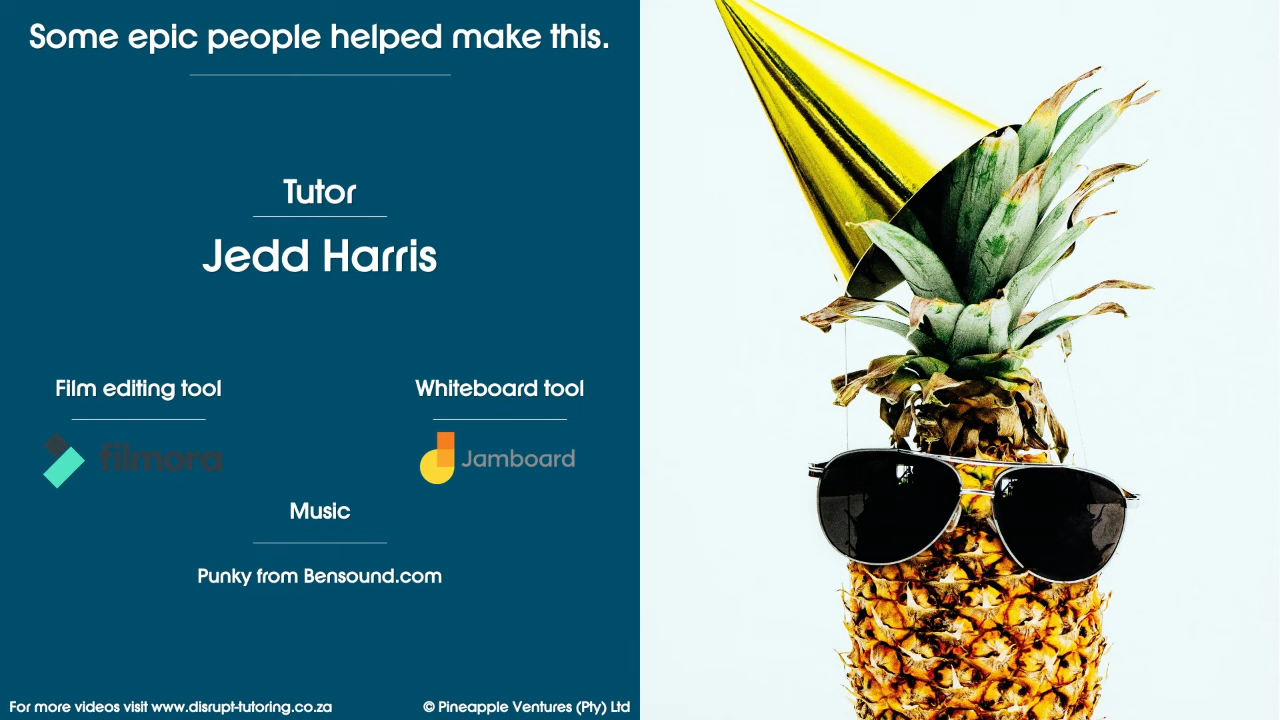 Some epic people helped make this.
Tutor
Jedd Harris
Film editing tool
Whiteboard tool
filmora
Jamboard
Music
Punky from Bensound.com
For more videos visit www.disrupt-tutoring.co.za
© Pineapple Ventures (Pty) Ltd